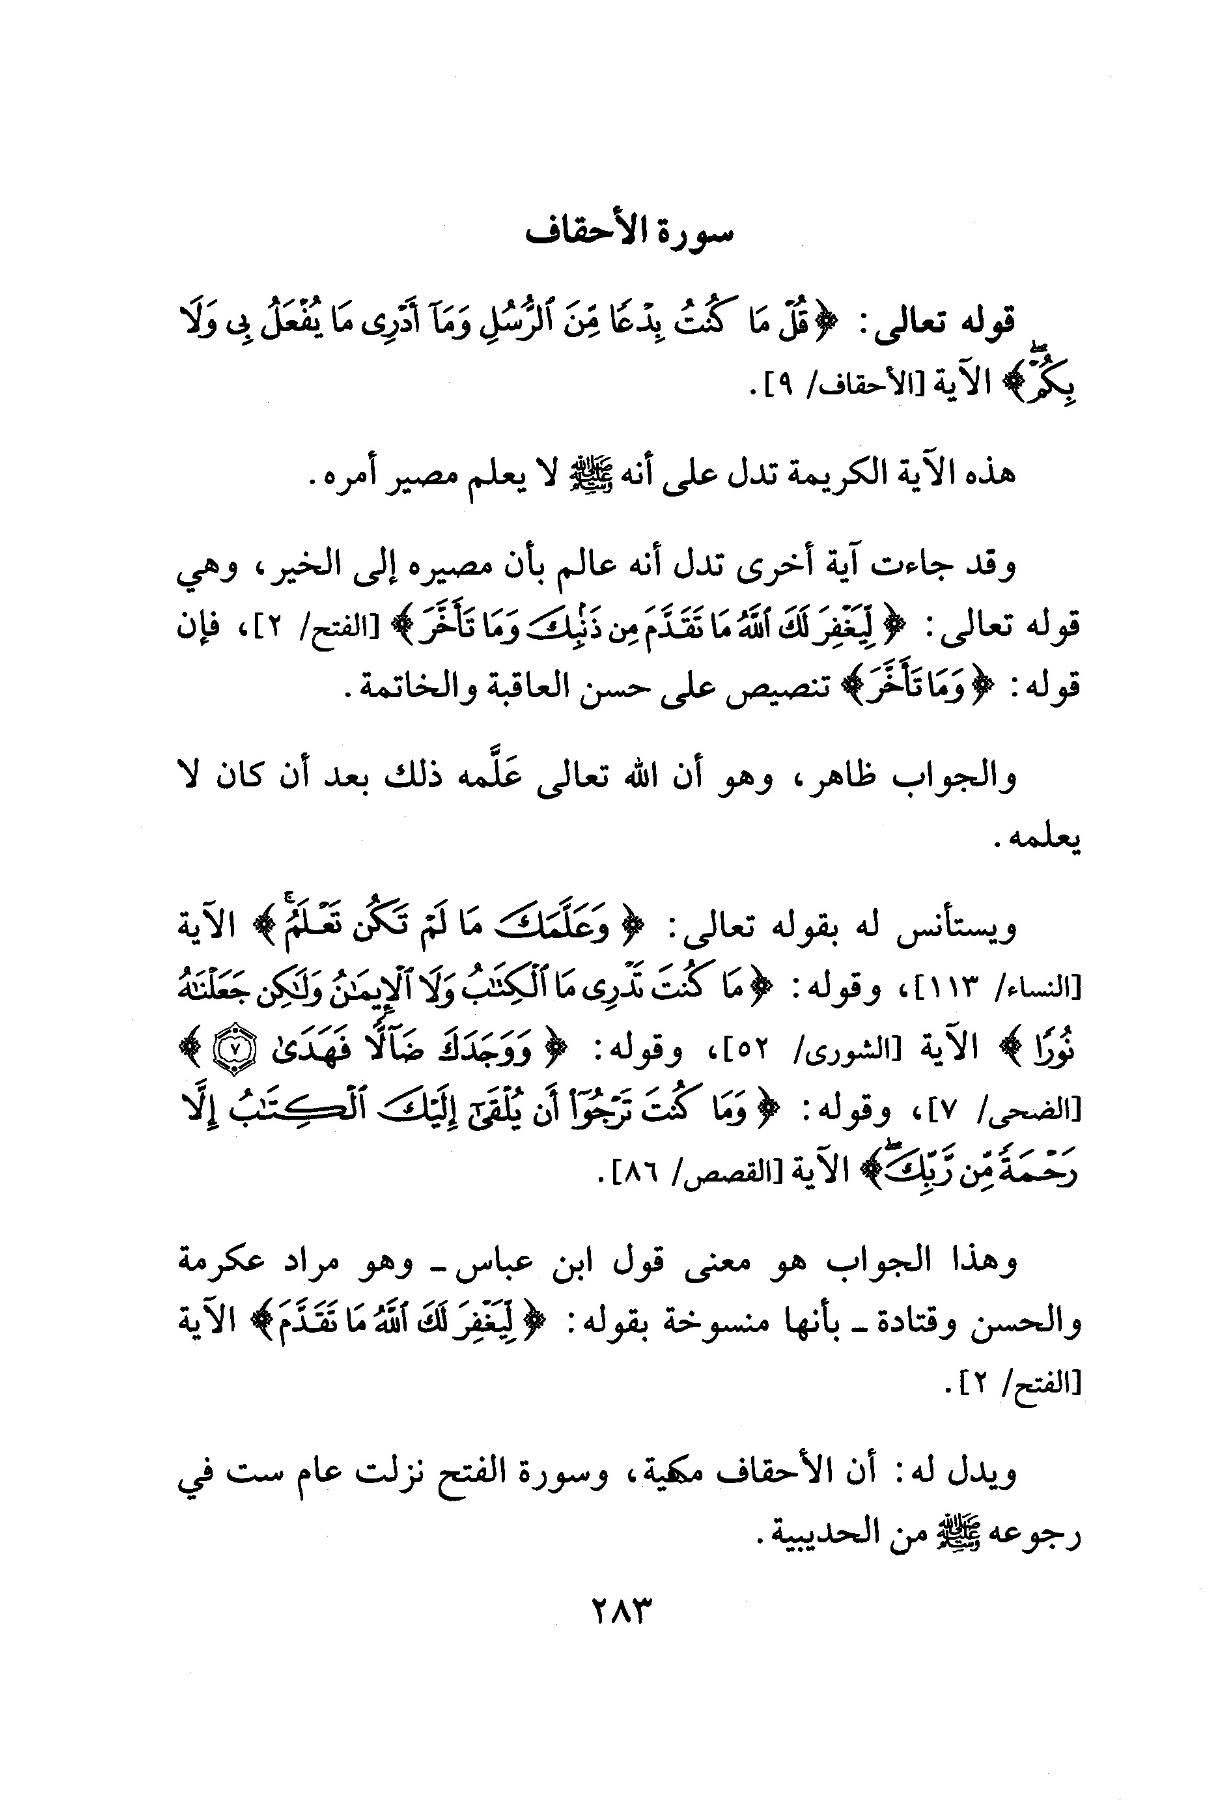 سورة الأحقاف
قوله تعالى: ﴿قُلْ مَا كُنتُ بِدْعًا مِّنَ ٱلرُّسُلِ وَمَآ أَدْرِى مَا يُفْعَلُ بِى وَلَا
بِكُمْۖ﴾ الآية [الأحقاف/ ٩].
هذه الآية الكريمة تدل على أنه ﷺ لا يعلم مصير أمره.
وقد جاءت آية أخرى تدل أنه عالم بأن مصيره إلى الخير، وهي
قوله تعالى: ﴿لِّيَغْفِرَ لَكَ ٱللَّهُ مَا تَقَدَّمَ مِن ذَنۢبِكَ وَمَا تَأَخَّرَ﴾ [الفتح/ ٢]، فإن
قوله: ﴿وَمَا تَأَخَّرَ﴾ تنصيص على حسن العاقبة والخاتمة.
والجواب ظاهر، وهو أن الله تعالى عَلَّمه ذلك بعد أن كان لا
يعلمه.
ويستأنس له بقوله تعالى: ﴿وَعَلَّمَكَ مَا لَمْ تَكُن تَعْلَمُۚ﴾ الآية
[النساء/ ١١٣]، وقوله: ﴿مَا كُنتَ تَدْرِى مَا ٱلْكِتَٰبُ وَلَا ٱلْإِيمَٰنُ وَلَٰكِن جَعَلْنَٰهُ
نُورًا﴾ الآية [الشورى/ ٥٢]، وقوله: ﴿وَوَجَدَكَ ضَآلًّا فَهَدَىٰ ٧﴾
[الضحى/ ٧]، وقوله: ﴿وَمَا كُنتَ تَرْجُوٓا۟ أَن يُلْقَىٰٓ إِلَيْكَ ٱلْكِتَٰبُ إِلَّا
رَحْمَةً مِّن رَّبِّكَۖ﴾ الآية [القصص/ ٨٦].
وهذا الجواب هو معنى قول ابن عباس ـ وهو مراد عكرمة
والحسن وقتادة ـ بأنها منسوخة بقوله: ﴿لِّيَغْفِرَ لَكَ ٱللَّهُ مَا تَقَدَّمَ﴾ الآية
[الفتح/ ٢].
ويدل له: أن الأحقاف مكية، وسورة الفتح نزلت عام ست في
رجوعه ﷺ من الحديبية.
٢٨٣